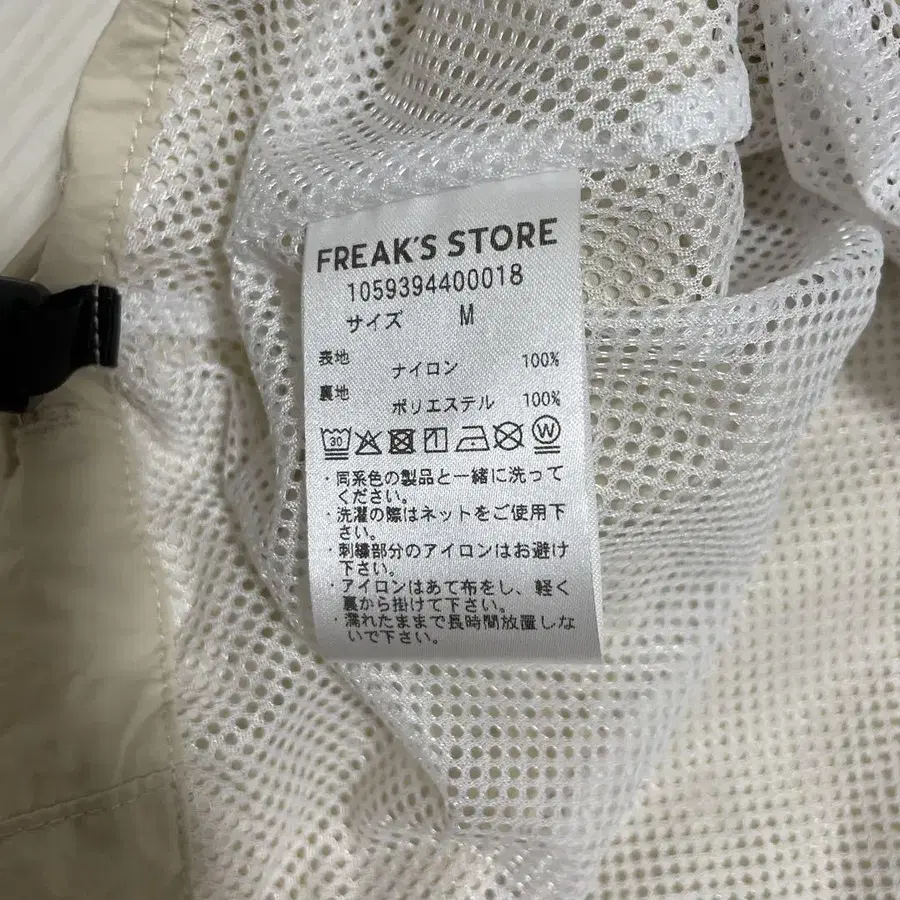 FREAK'S STORE
1059394400018
サイズ M
表地
ナイロン 100%
裏地
ポリエステル 100%
30 W
・同系色の製品と一緒に洗って
ください。
・洗濯の際はネットをご使用下
さい。
・刺繍部分のアイロンはお避け
下さい。
・アイロンはあて布をし、軽く
裏から掛けて下さい。
・濡れたままで長時間放置しな
いで下さい。